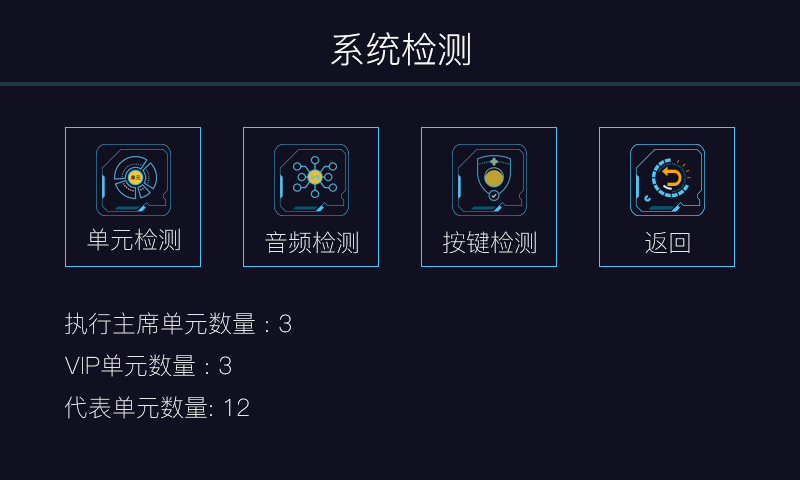 系统检测
单元
单元检测
音频检测
按键检测
返回
执行主席单元数量 : 3
VIP单元数量 : 3
代表单元数量: 12